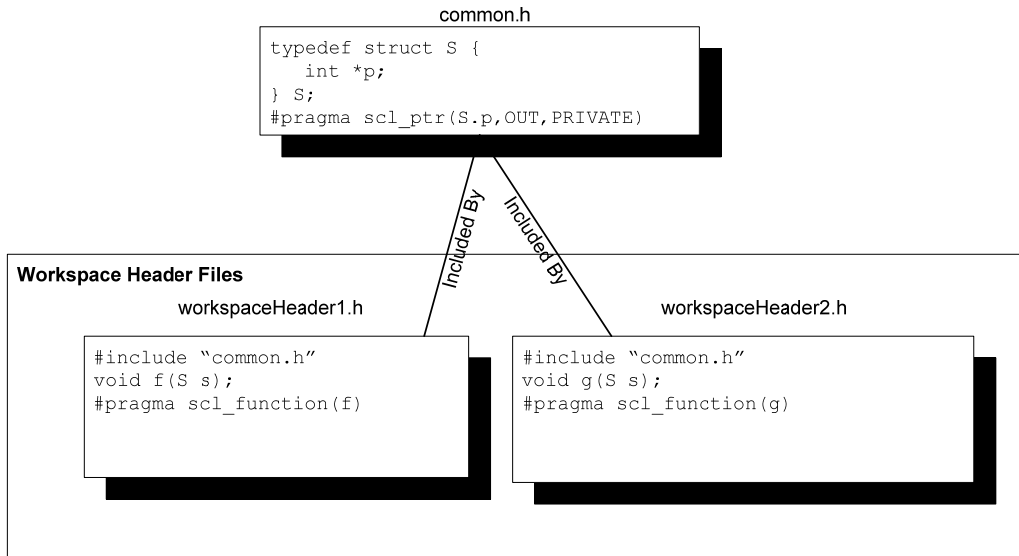 common.h
typedef struct S {
int *p;
} S;
#pragma scl_ptr(S.p,OUT,PRIVATE)
Included By
Included By
Workspace Header Files
workspaceHeader1.h
#include “common.h”
void f(S s);
#pragma scl_function(f)
workspaceHeader2.h
#include “common.h”
void g(S s);
#pragma scl_function(g)